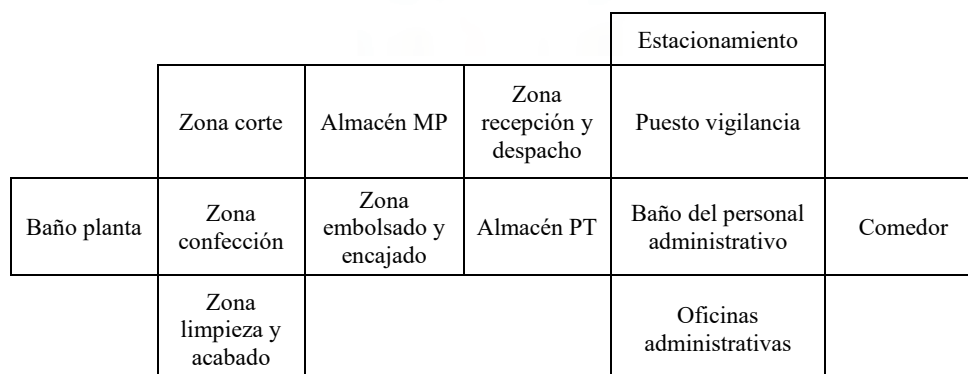 Estacionamiento
Zona corte
Almacén MP
Zona
recepción y
despacho
Puesto vigilancia
Baño planta
Zona
confección
Zona
embolsado y
encajado
Almacén PT
Baño del personal
administrativo
Comedor
Zona
limpieza y
acabado
Oficinas
administrativas